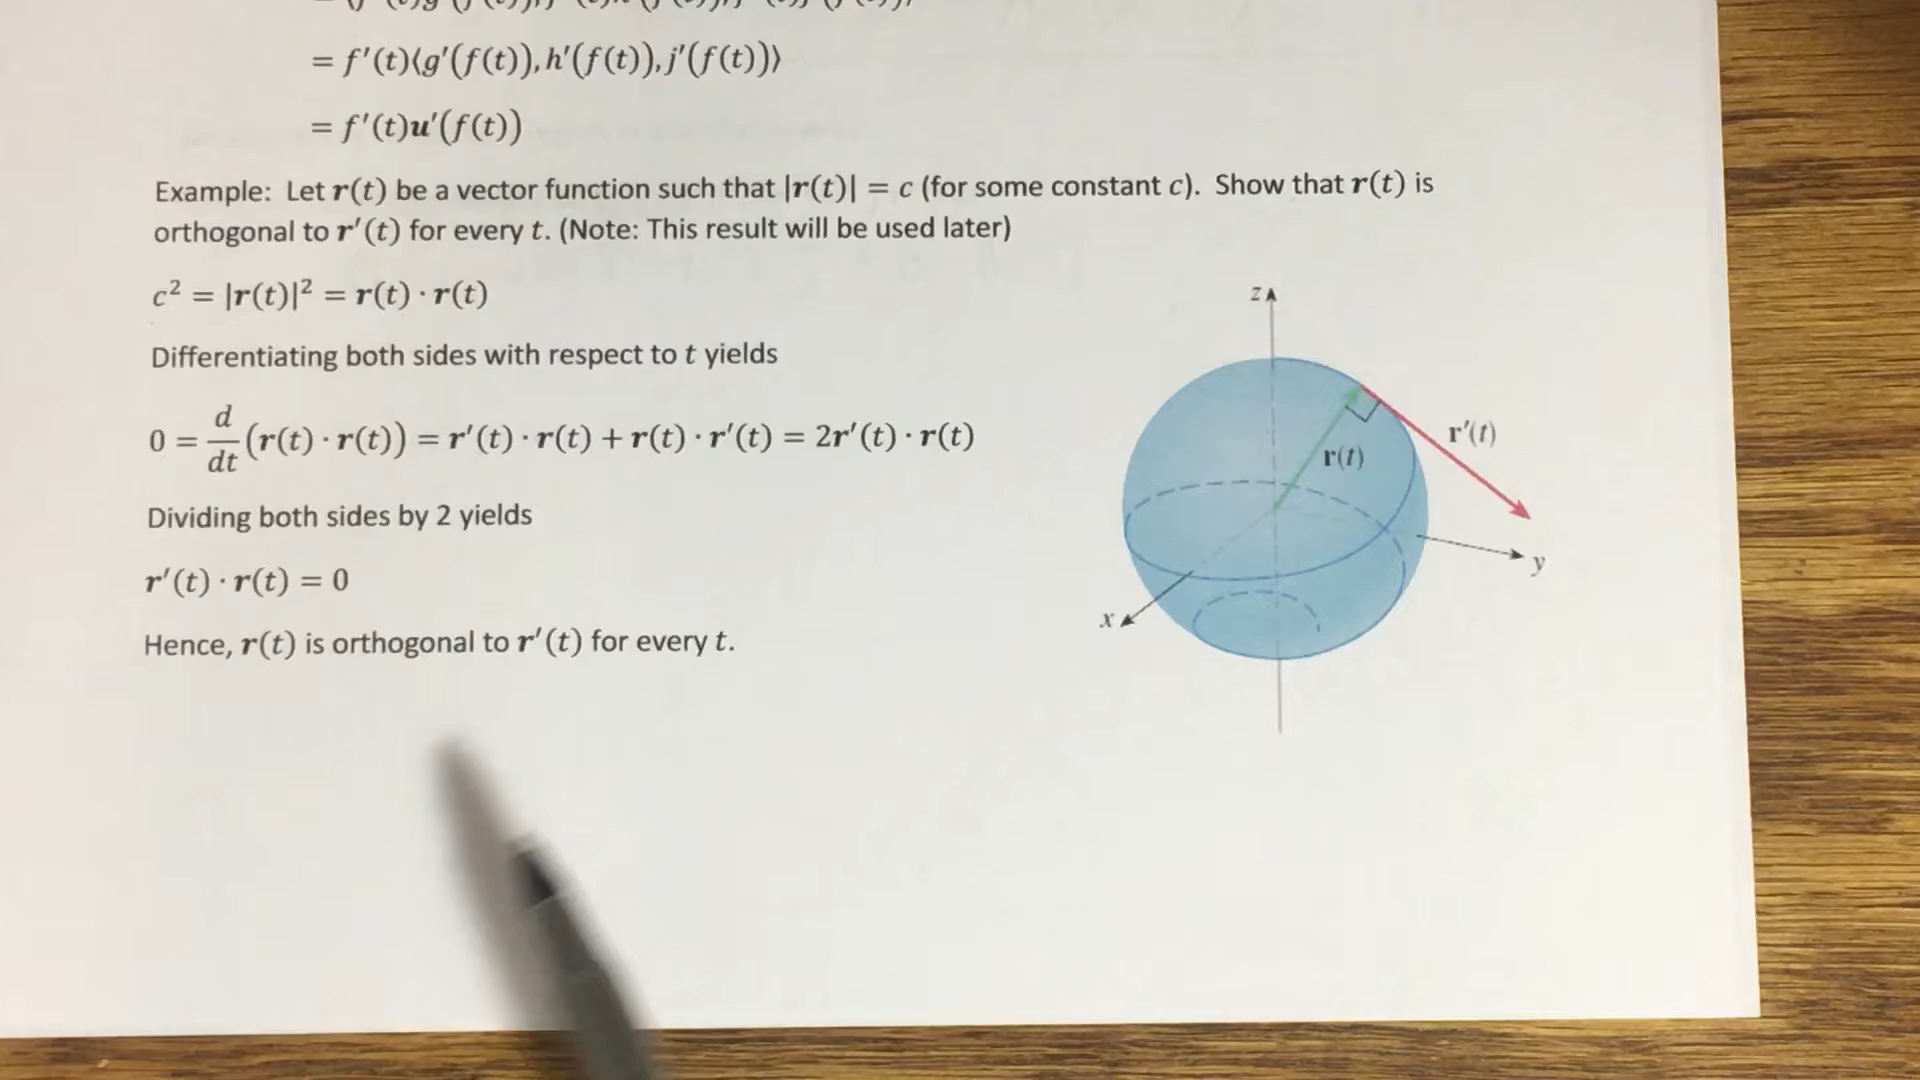 = f′(t)⟨g′(f(t)), h′(f(t)), j′(f(t))⟩
= f′(t)u′(f(t))
Example: Let r(t) be a vector function such that |r(t)| = c (for some constant c). Show that r(t) is
orthogonal to r′(t) for every t. (Note: This result will be used later)
c² = |r(t)|² = r(t) · r(t)
Differentiating both sides with respect to t yields
0 = d/dt (r(t) · r(t)) = r′(t) · r(t) + r(t) · r′(t) = 2r′(t) · r(t)
Dividing both sides by 2 yields
r′(t) · r(t) = 0
Hence, r(t) is orthogonal to r′(t) for every t.
z
r′(t)
r(t)
y
x